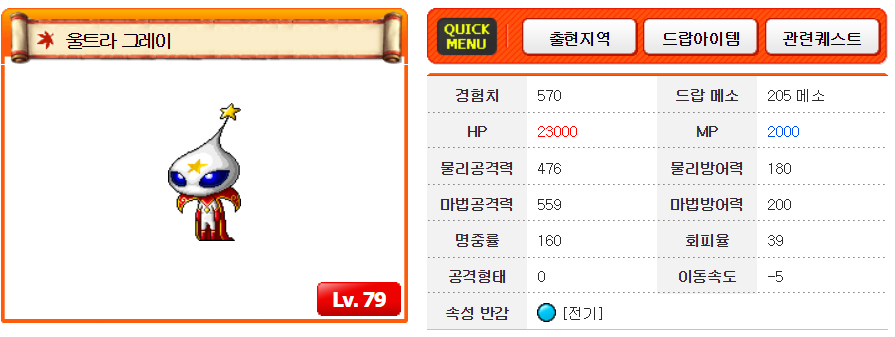 울트라 그레이
Lv. 79
QUICK
MENU
출현지역
드랍아이템
관련퀘스트
경험치 570 드랍 메소 205 메소
HP 23000 MP 2000
물리공격력 476 물리방어력 180
마법공격력 559 마법방어력 200
명중률 160 회피율 39
공격형태 0 이동속도 -5
속성 반감 [전기]